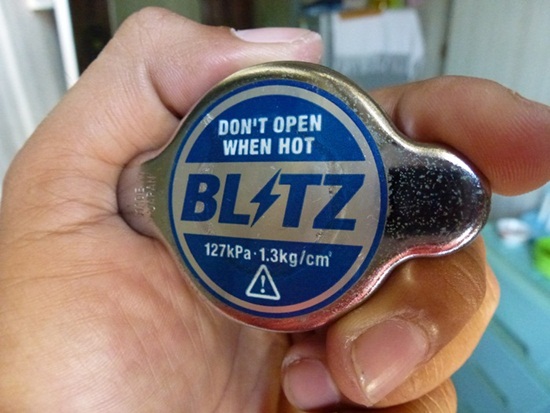 DON'T OPEN
WHEN HOT
BLITZ
127kPa·1.3kg/cm²